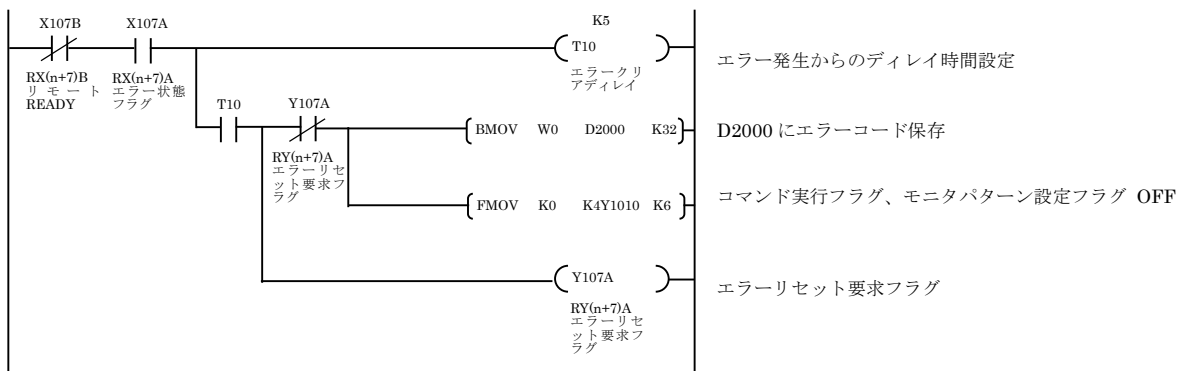 X107B X107A K5
T10
エラー発生からのディレイ時間設定
RX(n+7)B RX(n+7)A エラークリ
リモート エラー状態 アディレイ
READY フラグ
T10 Y107A
BMOV W0 D2000 K32
D2000 にエラーコード保存
RY(n+7)A
エラーリセ
ット要求フ
ラグ
FMOV K0 K4Y1010 K6
コマンド実行フラグ、モニタパターン設定フラグ OFF
Y107A
エラーリセット要求フラグ
RY(n+7)A
エラーリセ
ット要求フ
ラグ